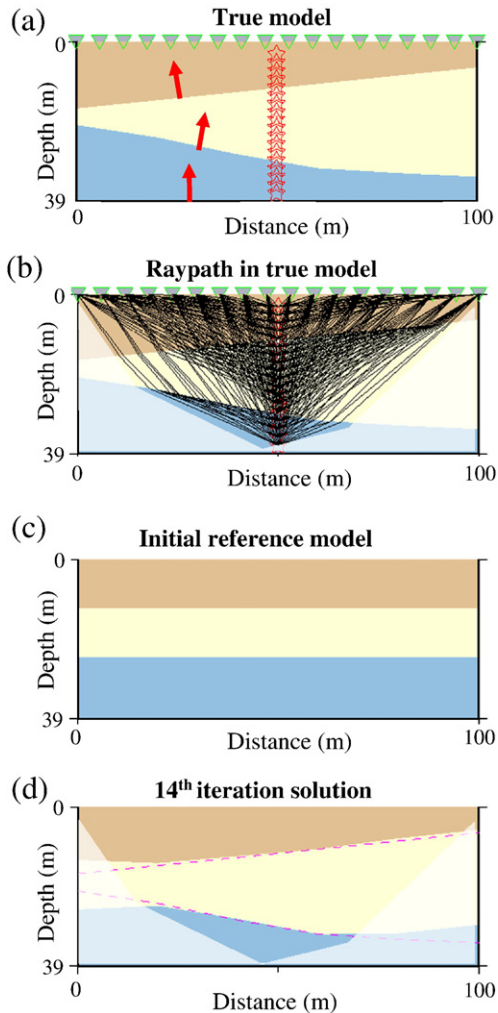 (a)
True model
0
Depth (m)
39
0
Distance (m)
100
(b)
Raypath in true model
0
Depth (m)
39
0
Distance (m)
100
(c)
Initial reference model
0
Depth (m)
39
0
Distance (m)
100
(d)
14th iteration solution
0
Depth (m)
39
0
Distance (m)
100